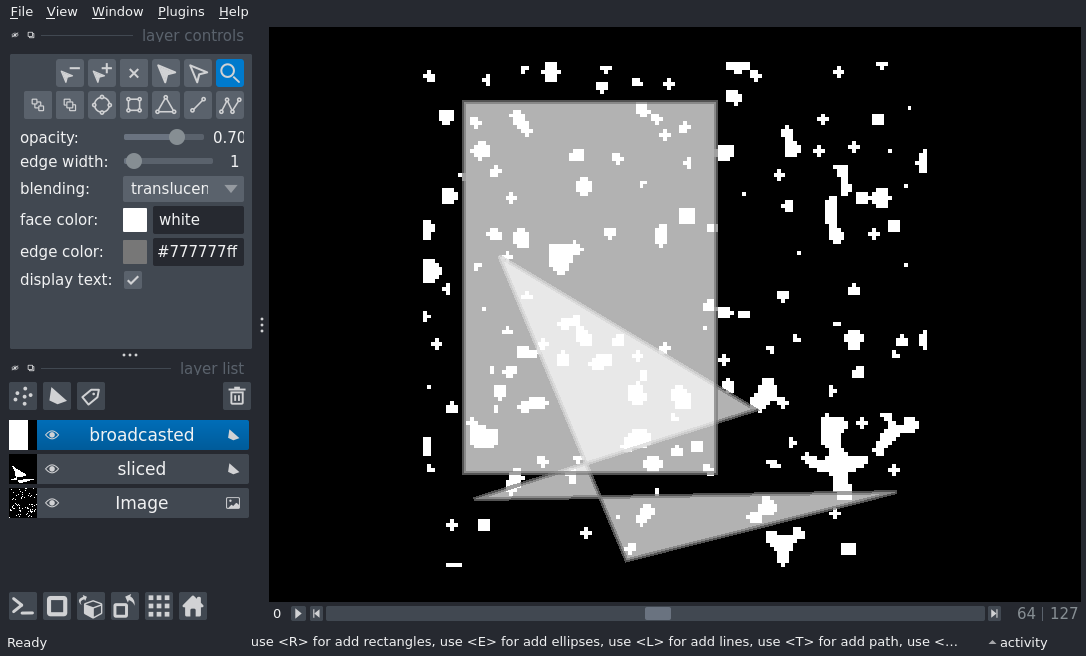 File View Window Plugins Help
layer controls
opacity: 0.70
edge width: 1
blending: translucen
face color: white
edge color: #777777ff
display text:
layer list
broadcasted
sliced
Image
0 64 127
Ready use <R> for add rectangles, use <E> for add ellipses, use <L> for add lines, use <T> for add path, use <... activity